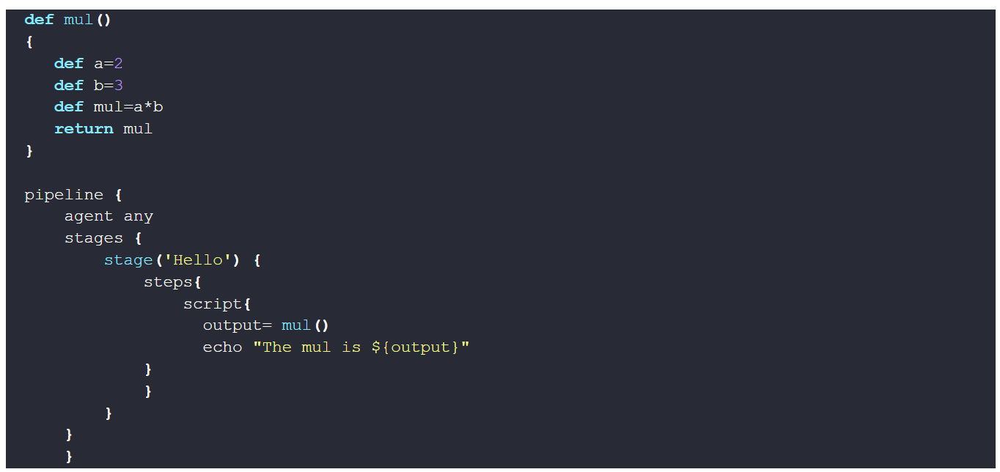 def mul()
{
   def a=2
   def b=3
   def mul=a*b
   return mul
}

pipeline {
    agent any
    stages {
        stage('Hello') {
            steps{
                script{
                  output= mul()
                  echo "The mul is ${output}"
            }
            }
        }
    }
    }